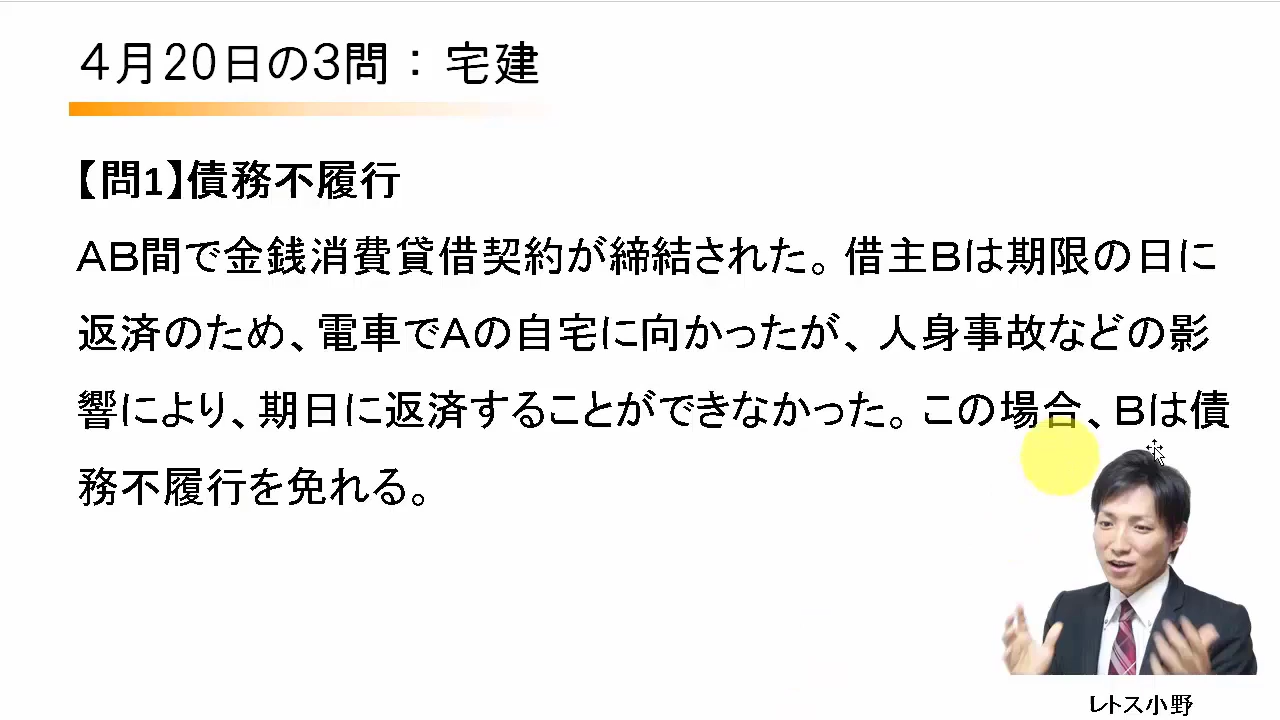 ４月20日の３問：宅建
【問1】債務不履行
ＡＢ間で金銭消費貸借契約が締結された。借主Ｂは期限の日に
返済のため、電車でＡの自宅に向かったが、人身事故などの影
響により、期日に返済することができなかった。この場合、Ｂは債
務不履行を免れる。
レトス小野